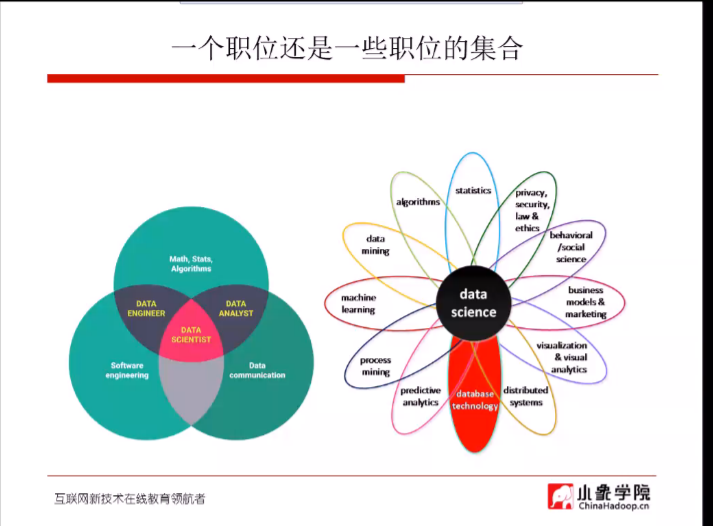 一个职位还是一些职位的集合
Math, Stats,
Algorithms
DATA
ENGINEER
DATA
ANALYST
DATA
SCIENTIST
Software
engineering
Data
communication
statistics
privacy,
security,
law &
ethics
algorithms
behavioral
/social
science
data
mining
business
models &
marketing
machine
learning
data
science
visualization
& visual
analytics
process
mining
predictive
analytics
database
technology
distributed
systems
互联网新技术在线教育领航者
小象学院
ChinaHadoop.cn